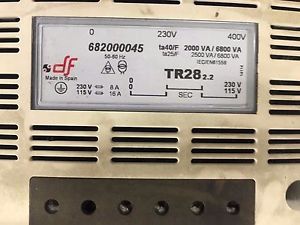 0 230V 400V
682000045
50-60 Hz
ta40/F 2000 VA / 6800 VA
ta25/F 2500 VA / 6800 VA
IEC/EN61558
df
Made in Spain
TR28 2.2
230 V 8 A
115 V 16 A
SEC
230 V
115 V